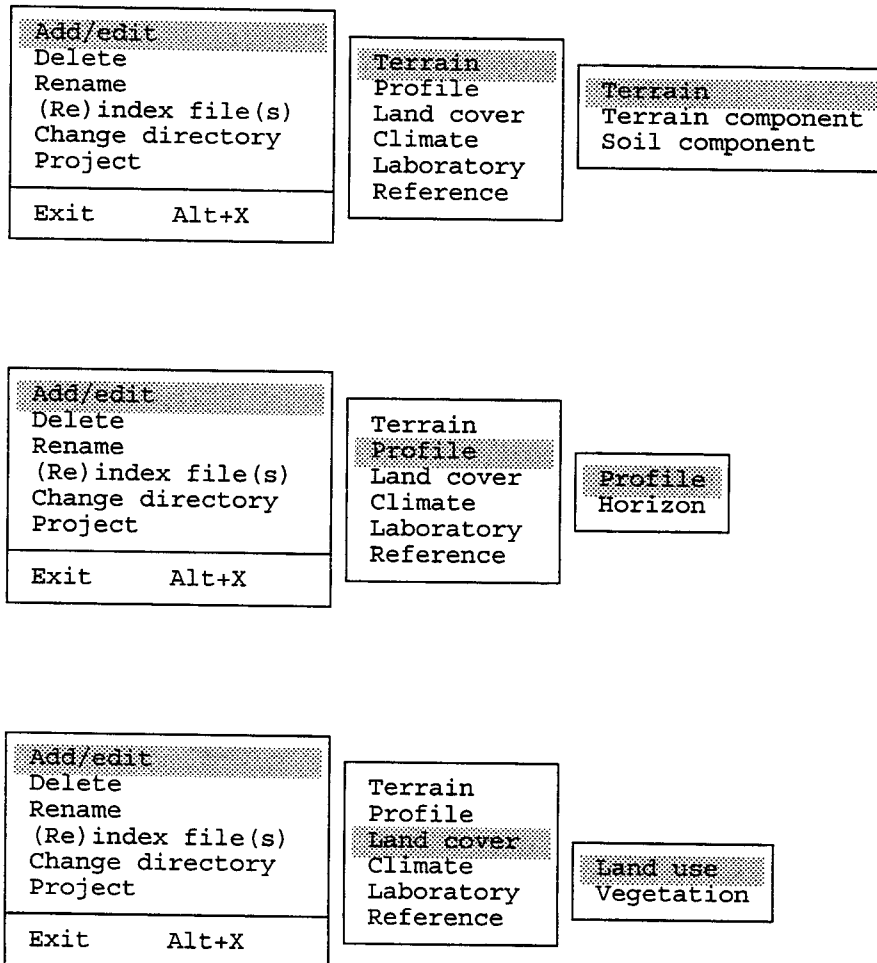 Add/edit
Delete
Rename
(Re)index file(s)
Change directory
Project
Exit Alt+X
Terrain
Profile
Land cover
Climate
Laboratory
Reference
Terrain
Terrain component
Soil component
Add/edit
Delete
Rename
(Re)index file(s)
Change directory
Project
Exit Alt+X
Terrain
Profile
Land cover
Climate
Laboratory
Reference
Profile
Horizon
Add/edit
Delete
Rename
(Re)index file(s)
Change directory
Project
Exit Alt+X
Terrain
Profile
Land cover
Climate
Laboratory
Reference
Land use
Vegetation